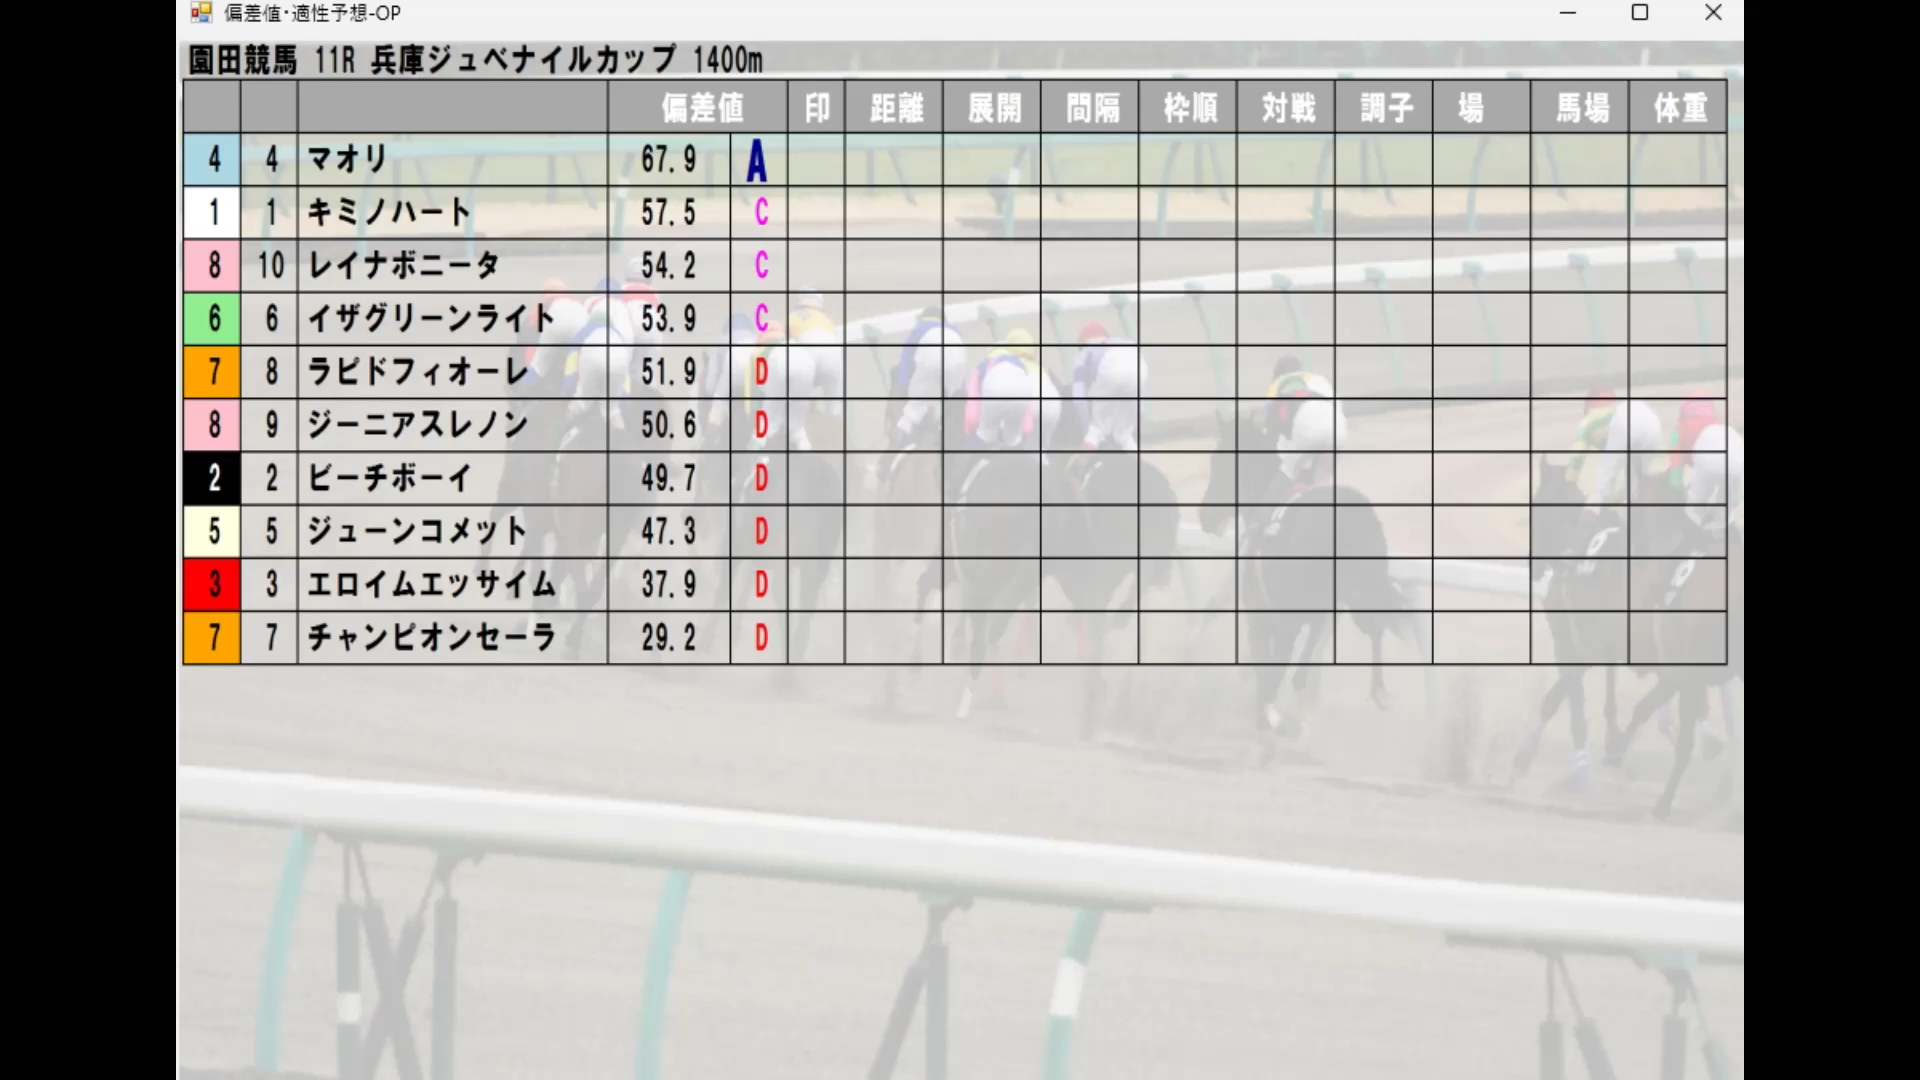 偏差値・適性予想-OP
園田競馬 11R 兵庫ジュベナイルカップ 1400m
偏差値 印 距離 展開 間隔 枠順 対戦 調子 場 馬場 体重
4 4 マオリ 67.9 A
1 1 キミノハート 57.5 C
8 10 レイナボニータ 54.2 C
6 6 イザグリーンライト 53.9 C
7 8 ラピドフィオーレ 51.9 D
8 9 ジーニアスレノン 50.6 D
2 2 ビーチボーイ 49.7 D
5 5 ジューンコメット 47.3 D
3 3 エロイムエッサイム 37.9 D
7 7 チャンピオンセーラ 29.2 D